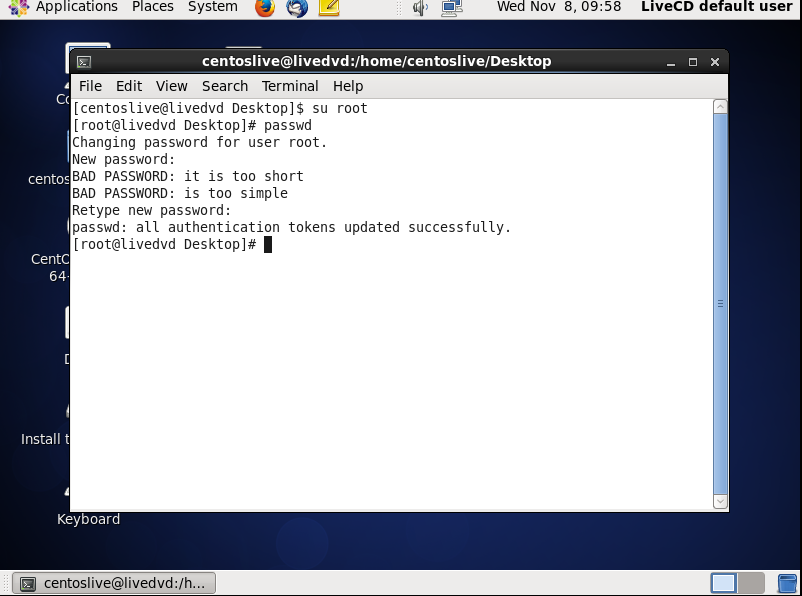 Applications Places System Wed Nov 8, 09:58 LiveCD default user
centoslive@livedvd:/home/centoslive/Desktop
File Edit View Search Terminal Help
[centoslive@livedvd Desktop]$ su root
[root@livedvd Desktop]# passwd
Changing password for user root.
New password:
BAD PASSWORD: it is too short
BAD PASSWORD: is too simple
Retype new password:
passwd: all authentication tokens updated successfully.
[root@livedvd Desktop]#
Co
centos
CentC
64-
D
Install t
Keyboard
centoslive@livedvd:/h...